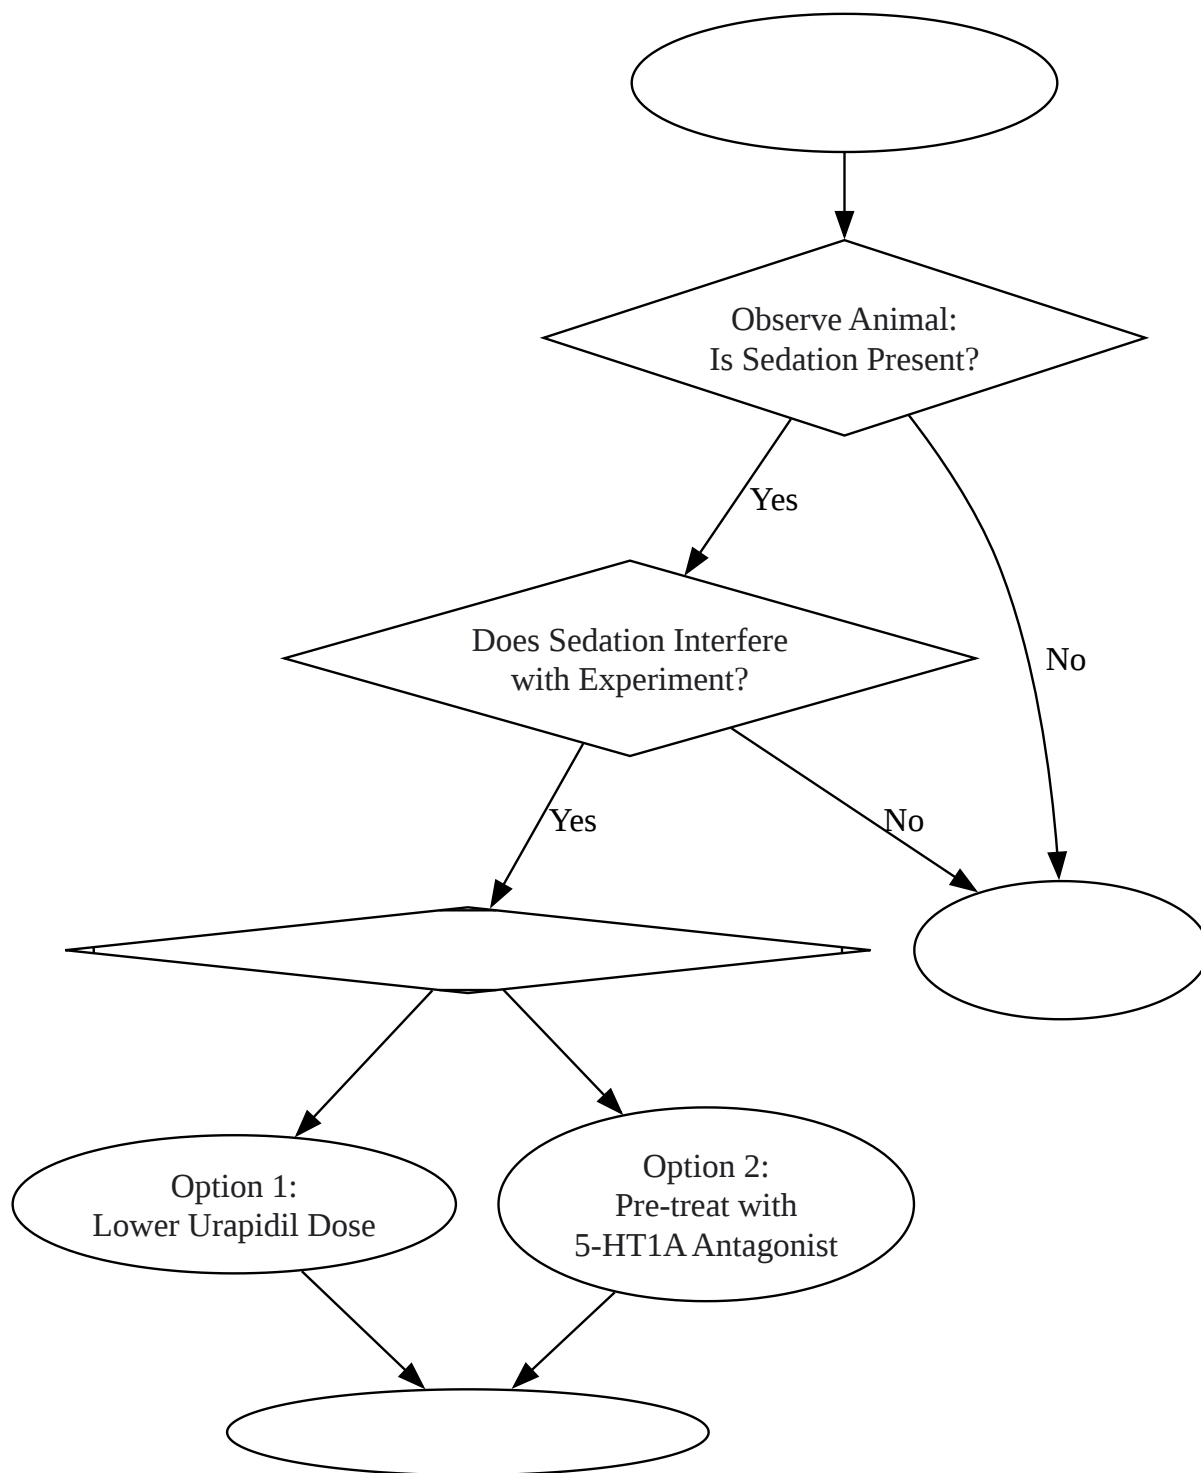 Observe Animal:
Is Sedation Present?
Yes
Does Sedation Interfere
with Experiment?
No
Yes
No
Option 1:
Lower Urapidil Dose
Option 2:
Pre-treat with
5-HT1A Antagonist